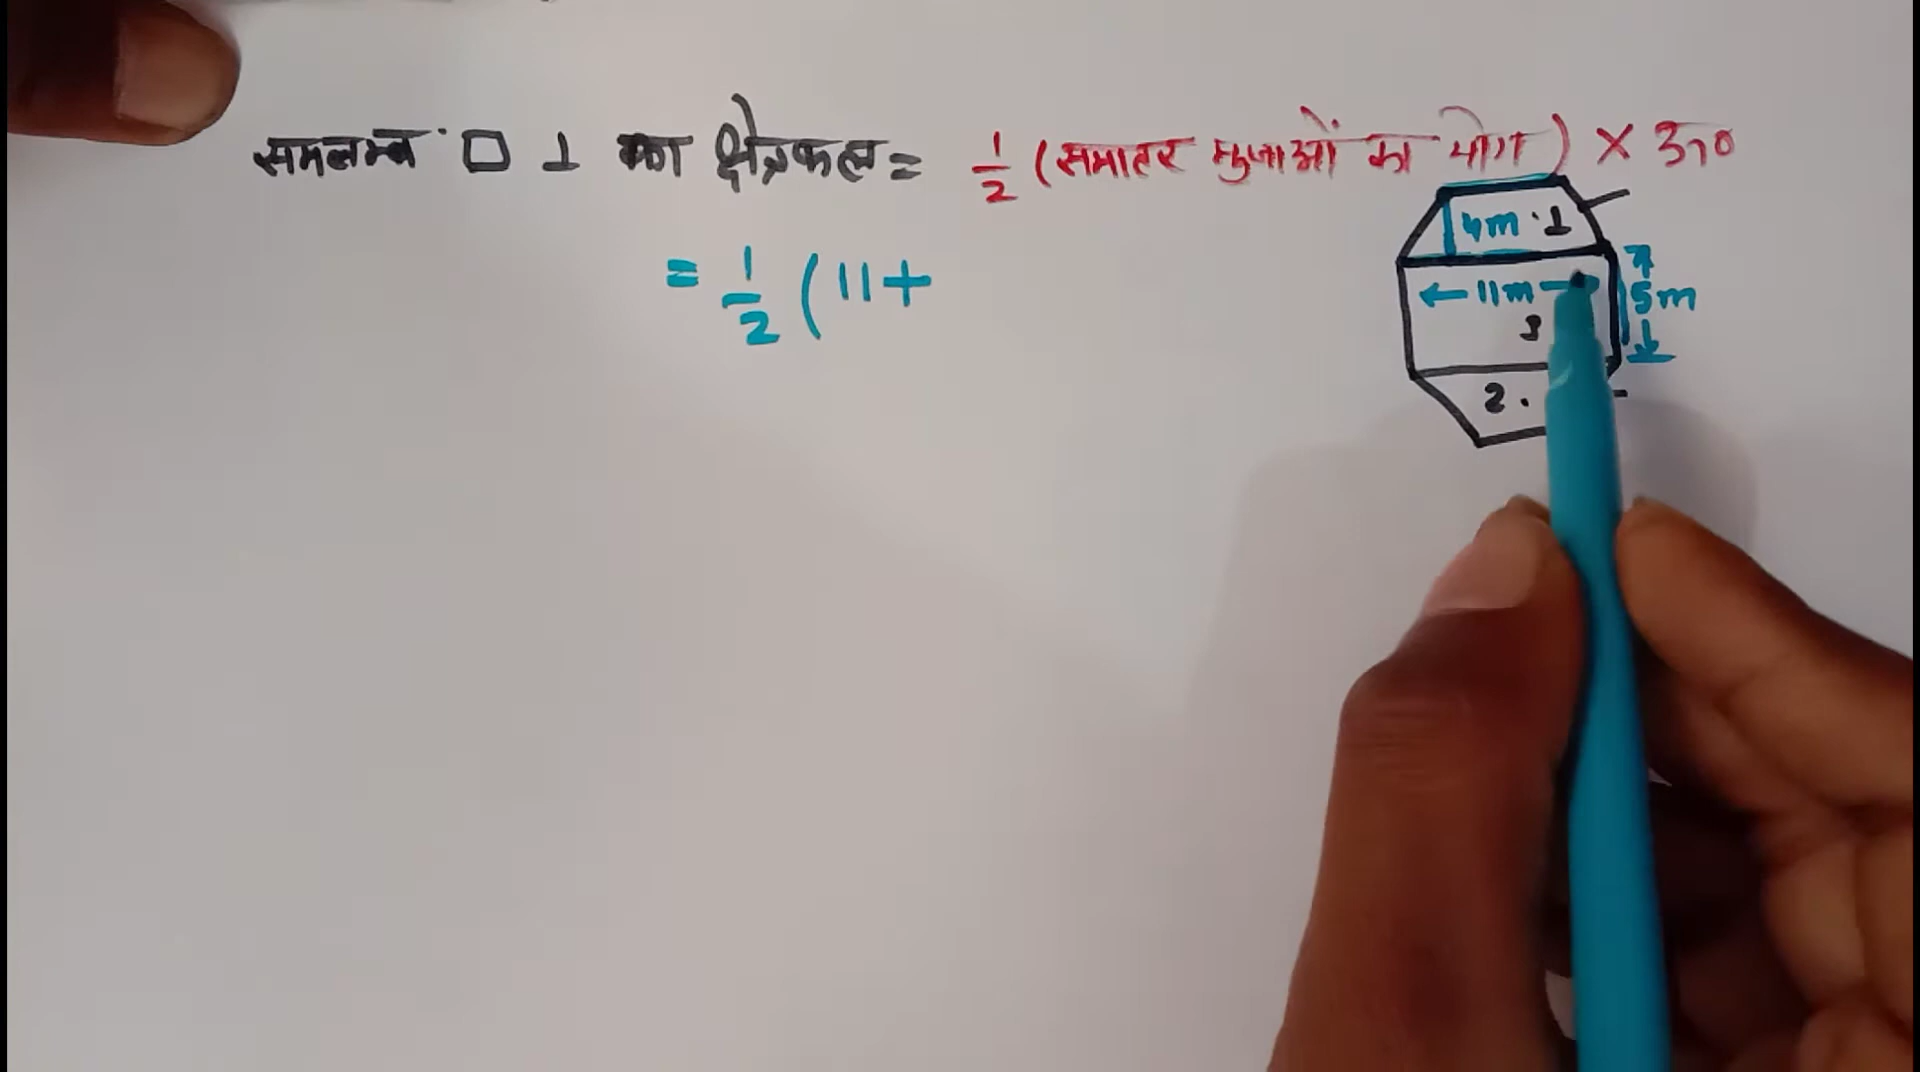 समलम्ब □ 1 का क्षेत्रफल = 1/2 (समातर भुजाओं का योग) × ऊ०
= 1/2 (11+
4m 1
←11m→
5m
3
2.